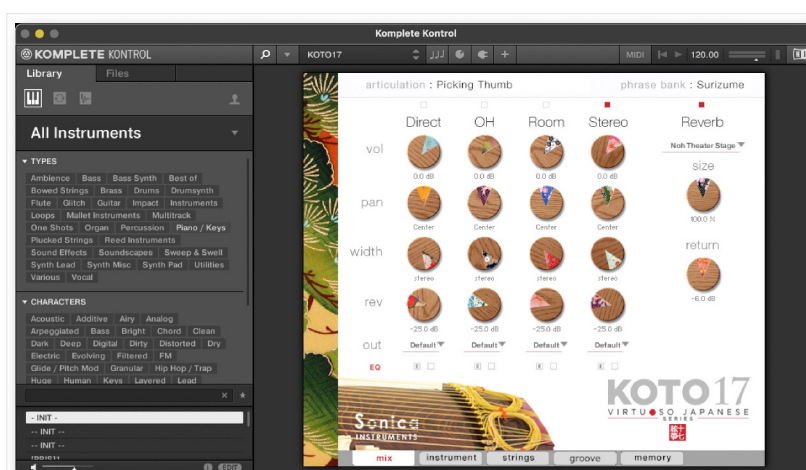 Komplete Kontrol
KOMPLETE KONTROL
KOTO17
MIDI
120.00
Library
Files
All Instruments
TYPES
Ambience Bass Bass Synth Best of
Bowed Strings Brass Drums Drumsynth
Flute Glitch Guitar Impact Instruments
Loops Mallet Instruments Multitrack
One Shots Organ Percussion Piano / Keys
Plucked Strings Reed Instruments
Sound Effects Soundscapes Sweep & Swell
Synth Lead Synth Misc Synth Pad Utilities
Various Vocal
CHARACTERS
Acoustic Additive Airy Analog
Arpeggiated Bass Bright Chord Clean
Dark Deep Digital Dirty Distorted Dry
Electric Evolving Filtered FM
Glide / Pitch Mod Granular Hip Hop / Trap
Huge Human Keys Layered Lead
- INIT -
-- INIT --
-- INIT --
EDIT
articulation : Picking Thumb
phrase bank : Surizume
Direct OH Room Stereo Reverb
vol
0.0 dB 0.0 dB 0.0 dB 0.0 dB
Noh Theater Stage
size
100.0 %
pan
Center Center Center Center
width
stereo stereo stereo stereo
return
-6.0 dB
rev
-25.0 dB -25.0 dB -25.0 dB -25.0 dB
out
Default Default Default Default
EQ
E E E E
Sonica
INSTRUMENTS
KOTO17
VIRTUOSO JAPANESE
SERIES
mix instrument strings groove memory